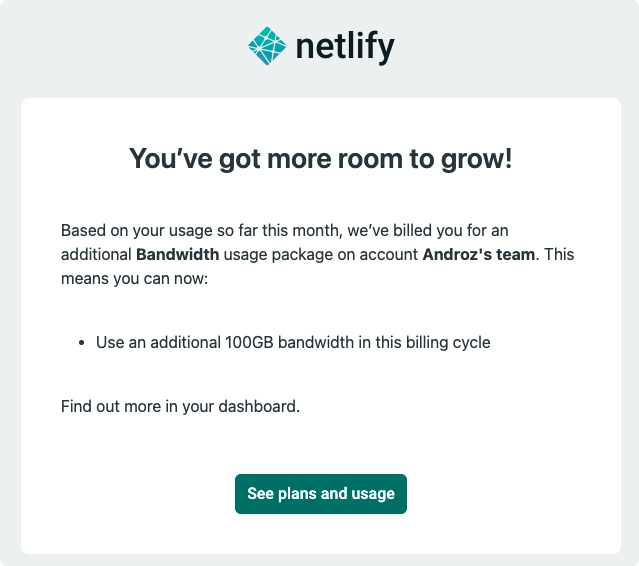 netlify
You’ve got more room to grow!
Based on your usage so far this month, we’ve billed you for an
additional Bandwidth usage package on account Androz's team. This
means you can now:
• Use an additional 100GB bandwidth in this billing cycle
Find out more in your dashboard.
See plans and usage